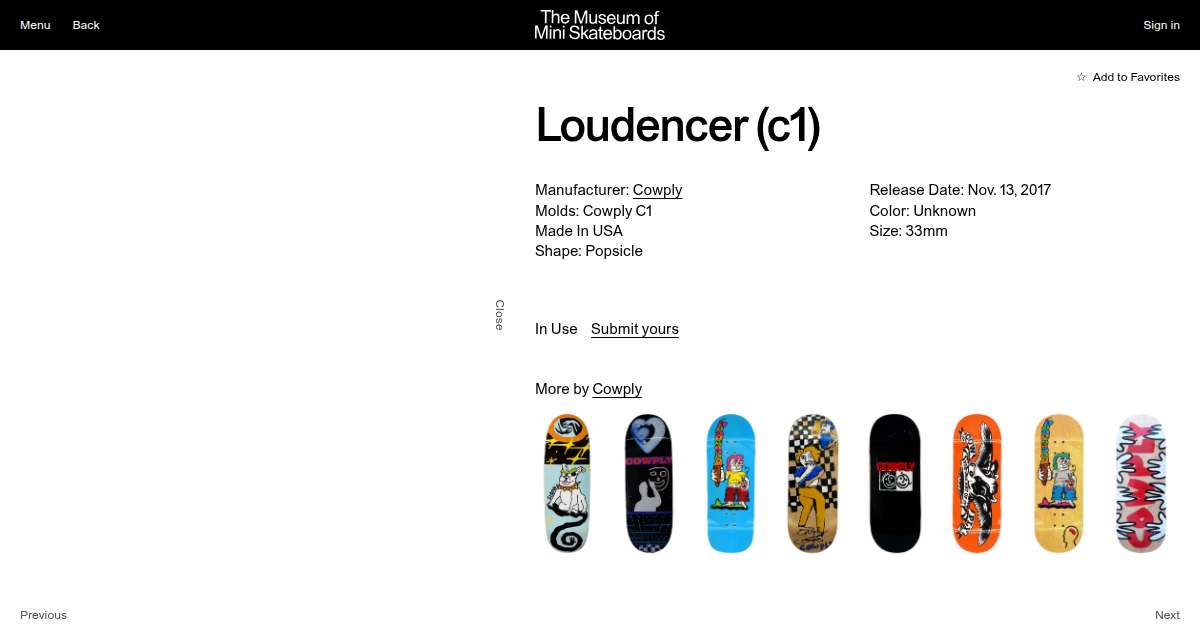 Menu
Back
The Museum of
Mini Skateboards
Sign in
☆ Add to Favorites
Loudencer (c1)
Manufacturer: Cowply
Molds: Cowply C1
Made In USA
Shape: Popsicle
Release Date: Nov. 13, 2017
Color: Unknown
Size: 33mm
Close
In Use Submit yours
More by Cowply
COWPLY
COWPLY
Previous
Next